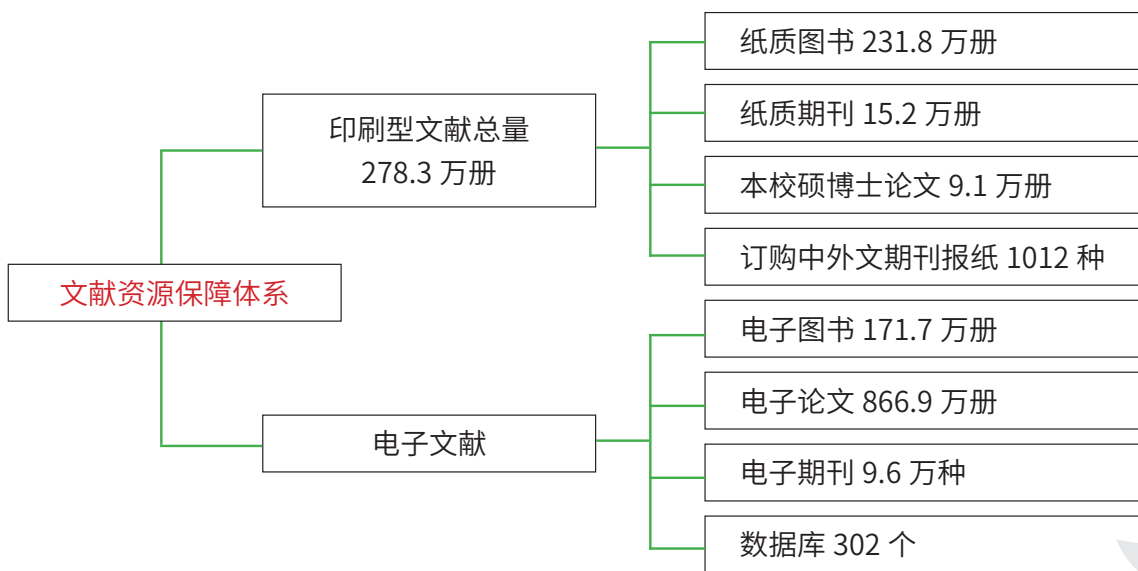 文献资源保障体系
印刷型文献总量
278.3 万册
纸质图书 231.8 万册
纸质期刊 15.2 万册
本校硕博士论文 9.1 万册
订购中外文期刊报纸 1012 种
电子文献
电子图书 171.7 万册
电子论文 866.9 万册
电子期刊 9.6 万种
数据库 302 个